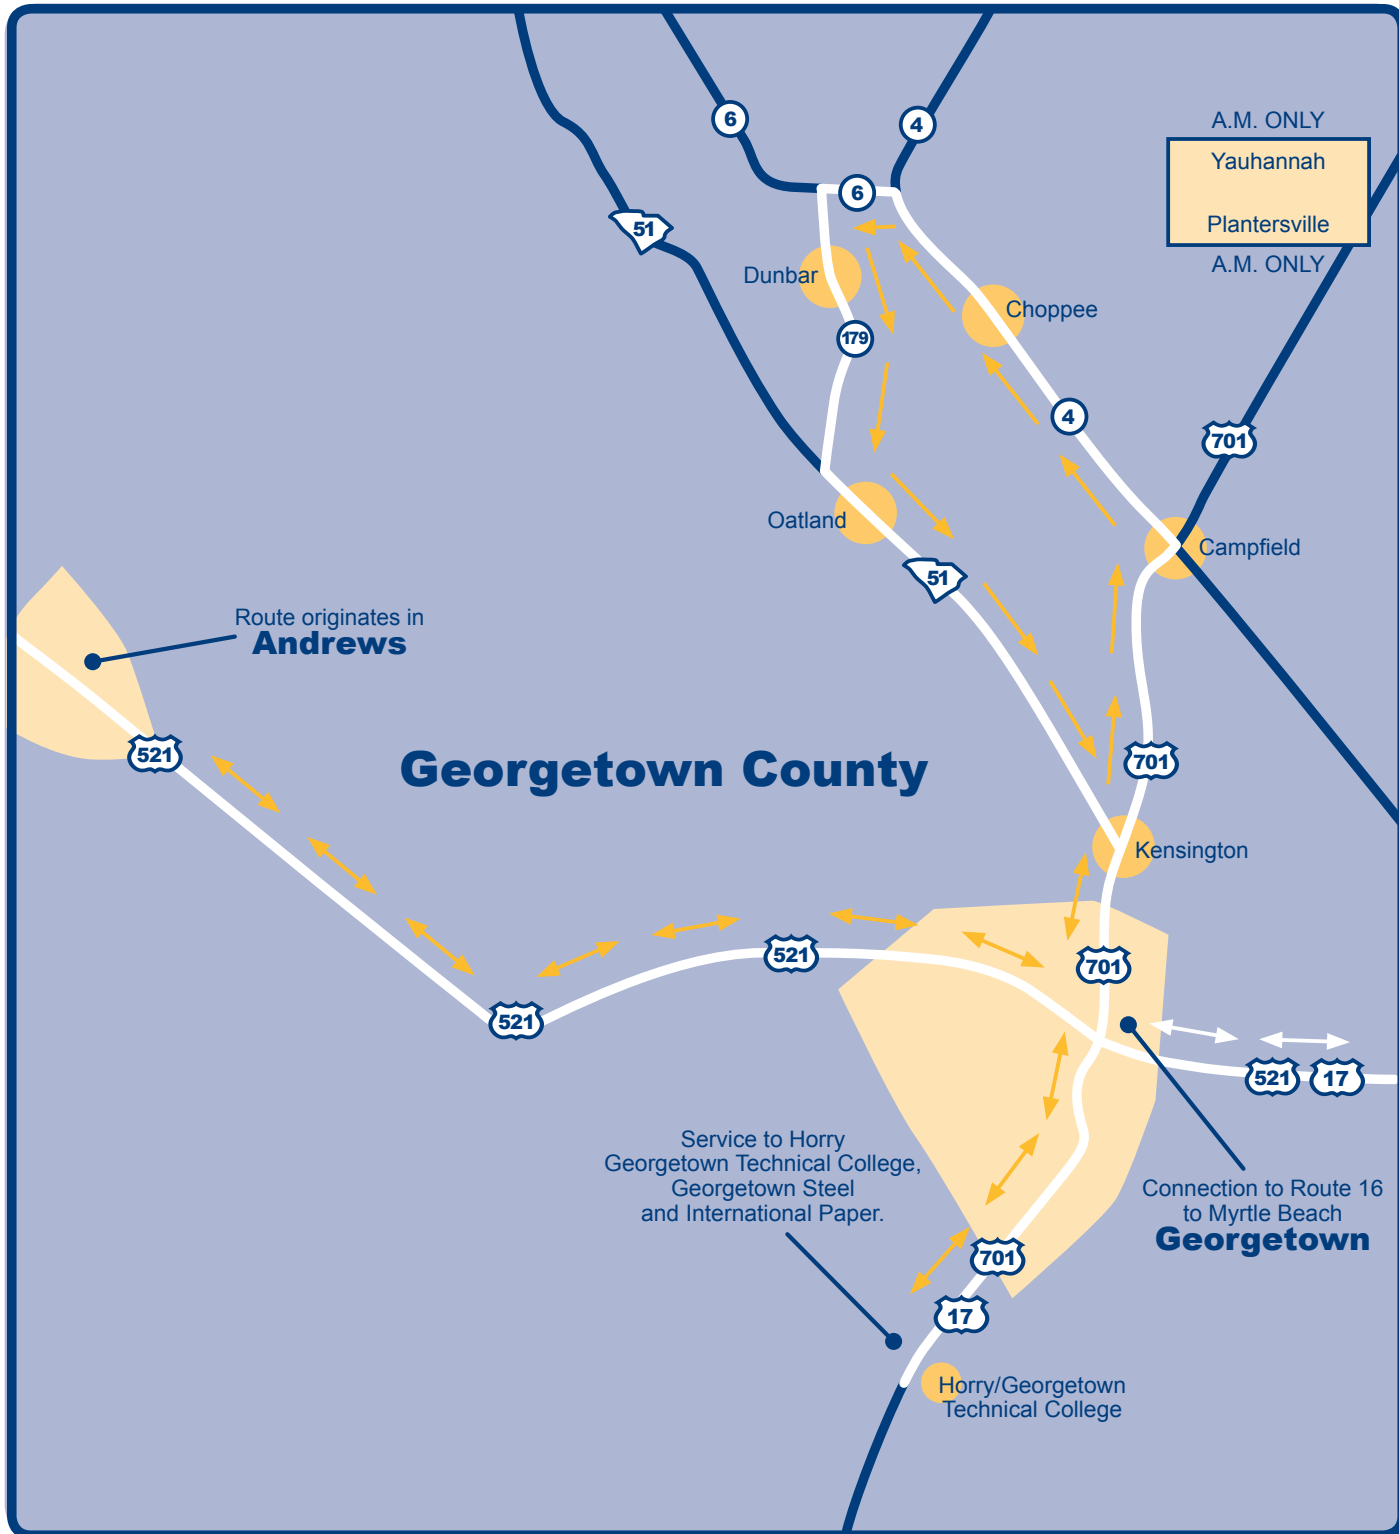 6
4
A.M. ONLY
Yauhannah
Plantersville
A.M. ONLY
6
51
Dunbar
Choppee
179
4
701
Oatland
Campfield
51
Route originates in
Andrews
521
Georgetown County
701
Kensington
521
701
521
521
17
Service to Horry
Georgetown Technical College,
Georgetown Steel
and International Paper.
Connection to Route 16
to Myrtle Beach
Georgetown
701
17
Horry/Georgetown
Technical College